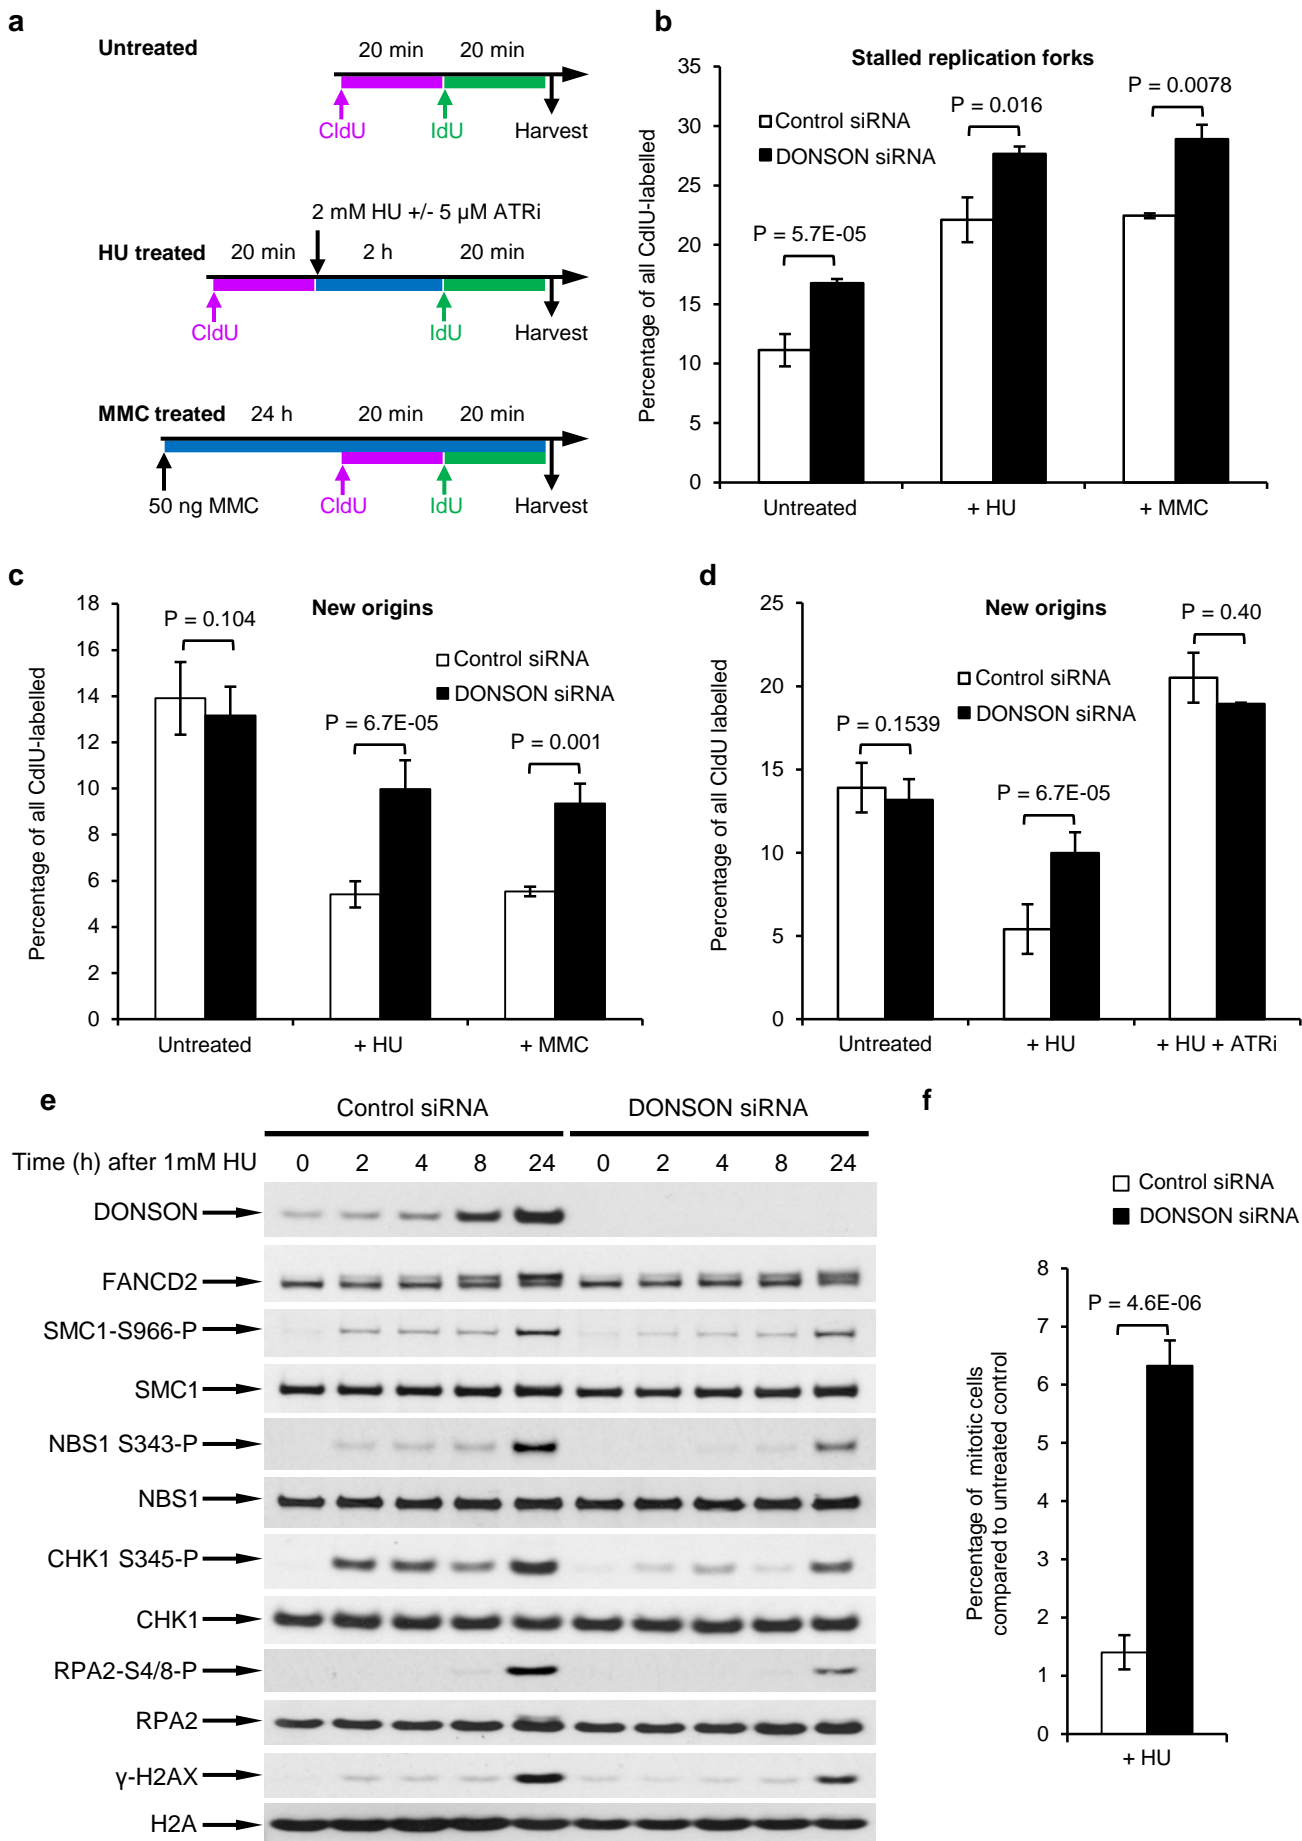 a
Untreated
20 min 20 min
CldU IdU Harvest
2 mM HU +/- 5 µM ATRi
HU treated 20 min 2 h 20 min
CldU IdU Harvest
MMC treated 24 h 20 min 20 min
50 ng MMC CldU IdU Harvest
b
Stalled replication forks
Percentage of all CdlU-labelled
35
30
25
20
15
10
5
0
Control siRNA
DONSON siRNA
P = 5.7E-05
P = 0.016
P = 0.0078
Untreated + HU + MMC
c
New origins
Percentage of all CdlU-labelled
18
16
14
12
10
8
6
4
2
0
Control siRNA
DONSON siRNA
P = 0.104
P = 6.7E-05
P = 0.001
Untreated + HU + MMC
d
New origins
Percentage of all CldU labelled
25
20
15
10
5
0
Control siRNA
DONSON siRNA
P = 0.1539
P = 6.7E-05
P = 0.40
Untreated + HU + HU + ATRi
e
Control siRNA DONSON siRNA
Time (h) after 1mM HU 0 2 4 8 24 0 2 4 8 24
DONSON
FANCD2
SMC1-S966-P
SMC1
NBS1 S343-P
NBS1
CHK1 S345-P
CHK1
RPA2-S4/8-P
RPA2
γ-H2AX
H2A
f
Control siRNA
DONSON siRNA
Percentage of mitotic cells
compared to untreated control
8
7
6
5
4
3
2
1
0
P = 4.6E-06
+ HU